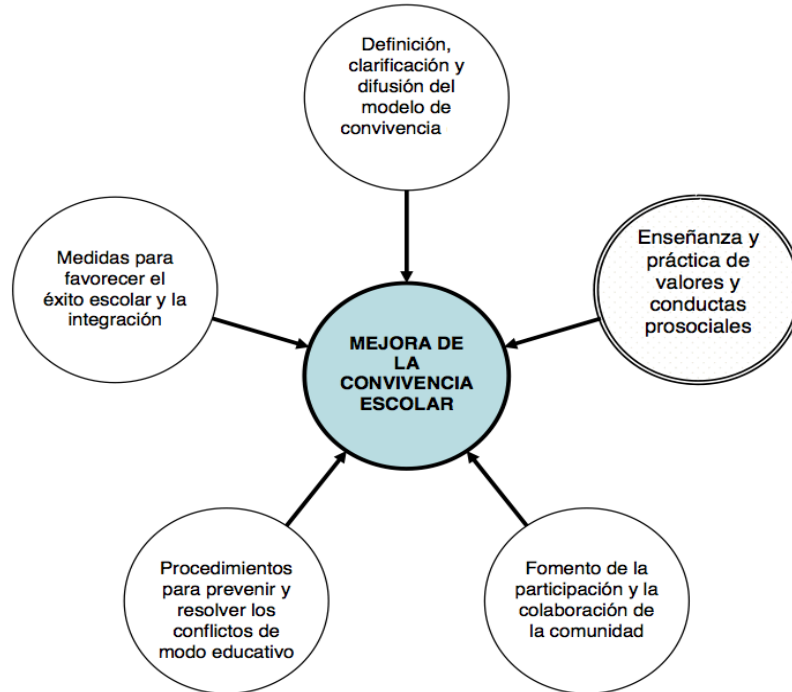 Definición,
clarificación y
difusión del
modelo de
convivencia
Medidas para
favorecer el
éxito escolar y la
integración
Enseñanza y
práctica de
valores y
conductas
prosociales
MEJORA DE
LA
CONVIVENCIA
ESCOLAR
Procedimientos
para prevenir y
resolver los
conflictos de
modo educativo
Fomento de la
participación y la
colaboración de
la comunidad